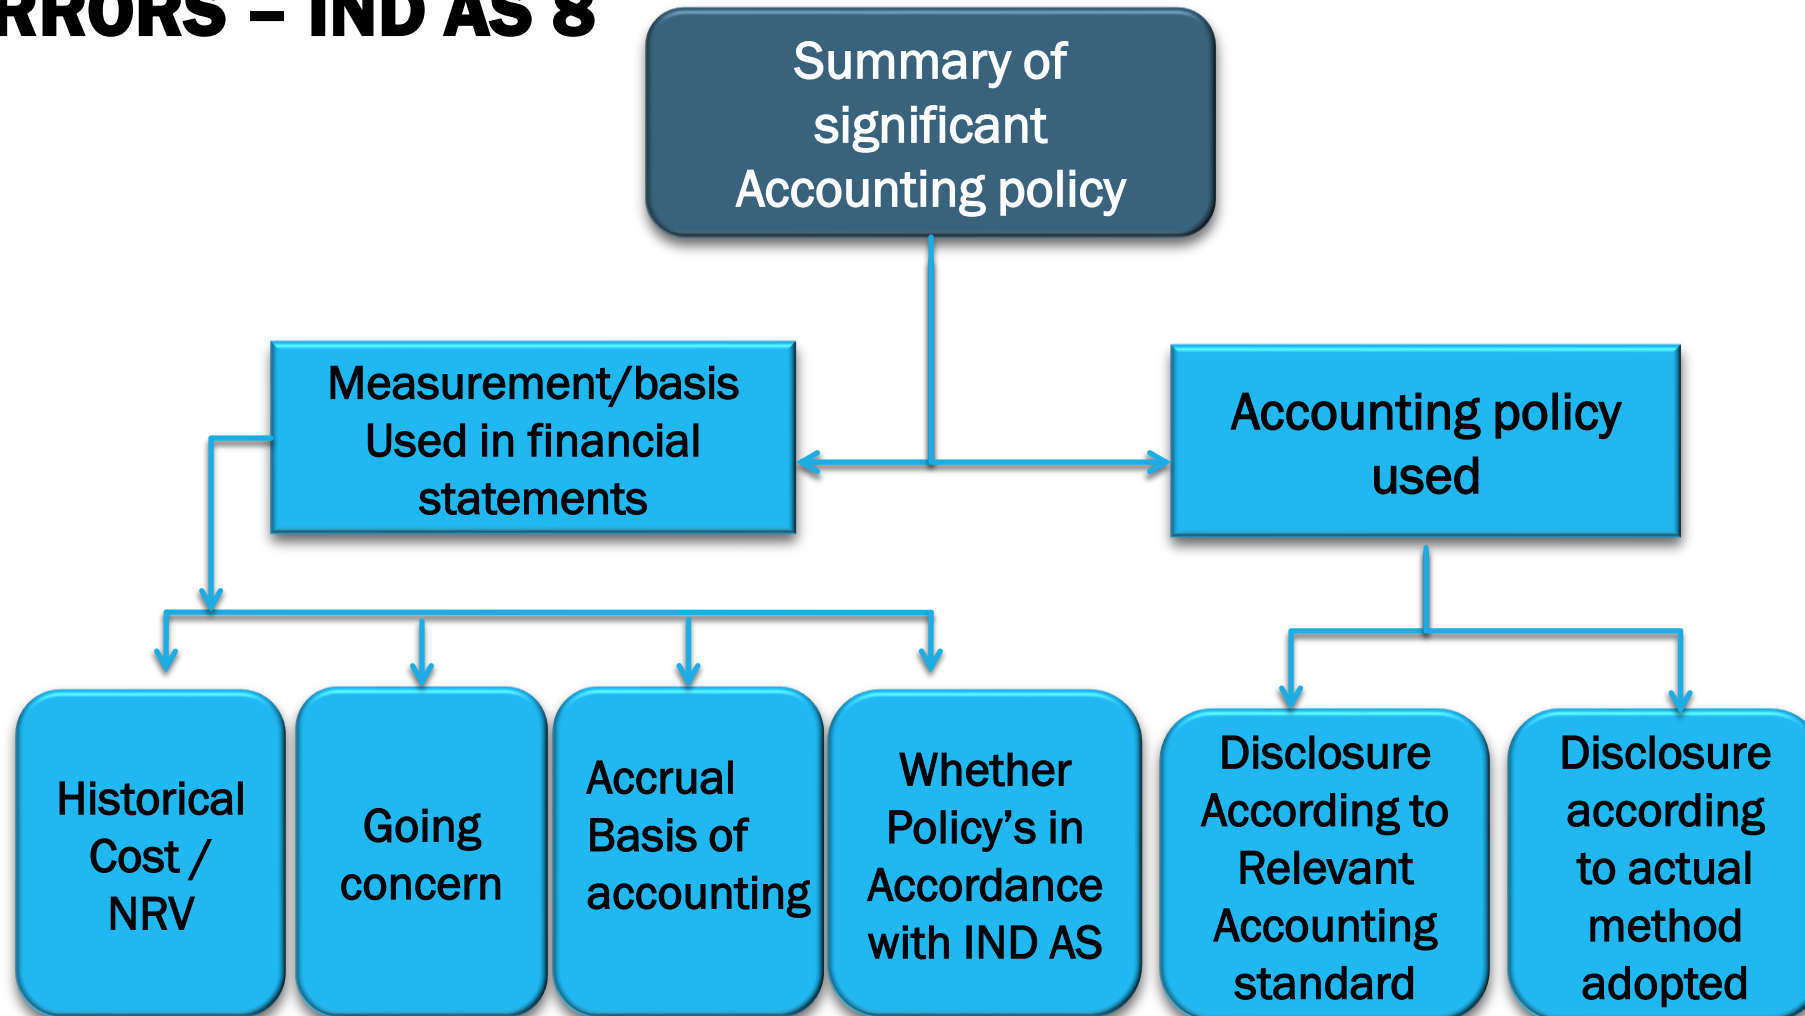 RRORS – IND AS 8
Summary of
significant
Accounting policy
Measurement/basis
Used in financial
statements
Accounting policy
used
Historical
Cost /
NRV
Going
concern
Accrual
Basis of
accounting
Whether
Policy's in
Accordance
with IND AS
Disclosure
According to
Relevant
Accounting
standard
Disclosure
according
to actual
method
adopted